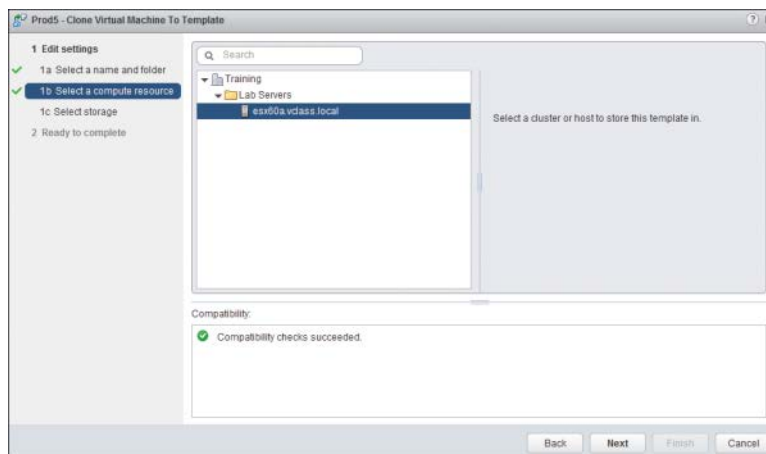 Prod5 - Clone Virtual Machine To Template
1 Edit settings
1a Select a name and folder
1b Select a compute resource
1c Select storage
2 Ready to complete
Search
Training
Lab Servers
esx60a.vclass.local
Select a cluster or host to store this template in.
Compatibility:
Compatibility checks succeeded.
Back Next Finish Cancel